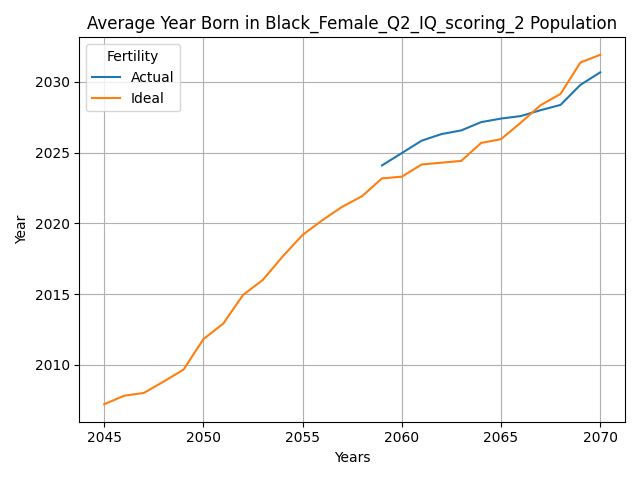 Average Year Born in Black_Female_Q2_IQ_scoring_2 Population
Fertility
Actual
Ideal
2030
2025
2020
2015
2010
Year
2045 2050 2055 2060 2065 2070
Years